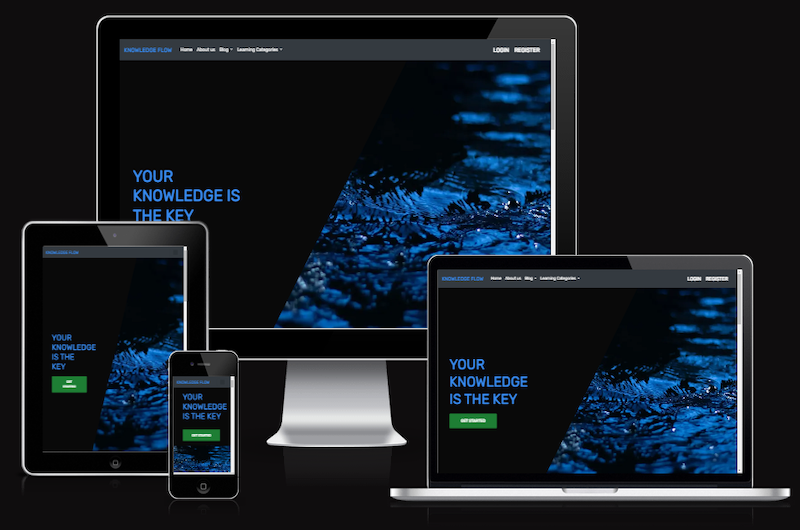 KNOWLEDGE FLOW Home About us Blog Learning Categories LOGIN REGISTER
YOUR
KNOWLEDGE IS
THE KEY
KNOWLEDGE FLOW
YOUR
KNOWLEDGE
IS THE
KEY
GET
STARTED
KNOWLEDGE FLOW
YOUR
KNOWLEDGE
IS THE KEY
GET STARTED
KNOWLEDGE FLOW Home About us Blog Learning Categories LOGIN REGISTER
YOUR
KNOWLEDGE
IS THE KEY
GET STARTED